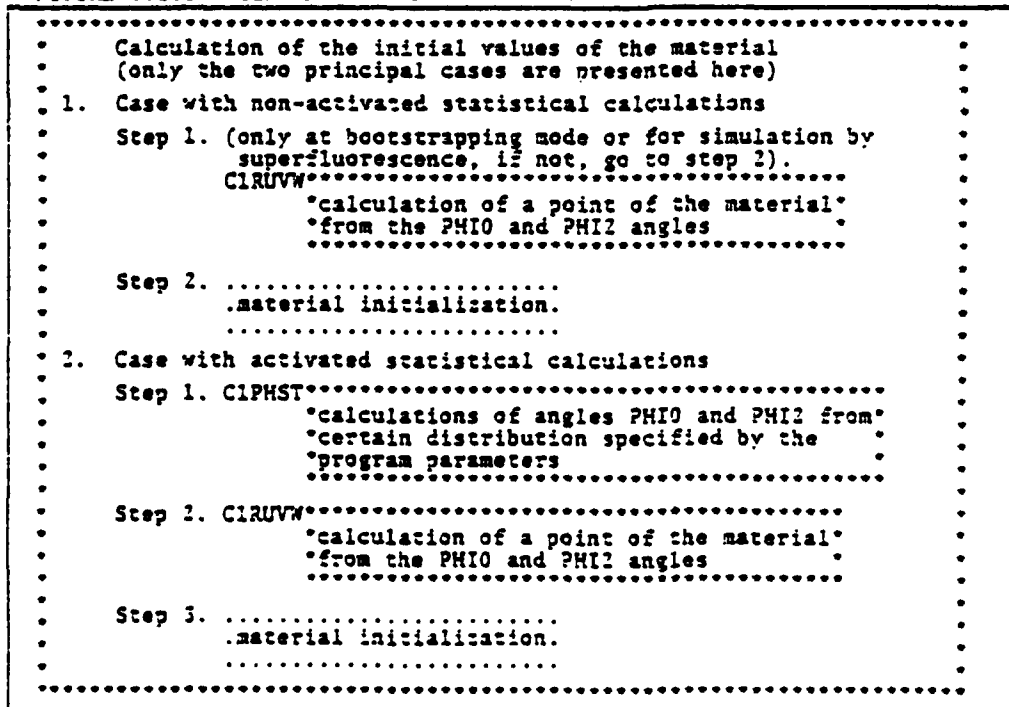 Calculation of the initial values of the material
(only the two principal cases are presented here)
1. Case with non-activated statistical calculations
Step 1. (only at bootstrapping mode or for simulation by
superfluorescence, if not, go to step 2).
C1RUVW**************************************
*calculation of a point of the material*
*from the PHI0 and PHI2 angles *
****************************************
Step 2. .........................
.material initialization.
.........................
2. Case with activated statistical calculations
Step 1. C1PHST*******************************************
*calculations of angles PHI0 and PHI2 from*
*certain distribution specified by the *
*program parameters *
*******************************************
Step 2. C1RUVW****************************************
*calculation of a point of the material*
*from the PHI0 and PHI2 angles *
****************************************
Step 3. .........................
.material initialization.
.........................